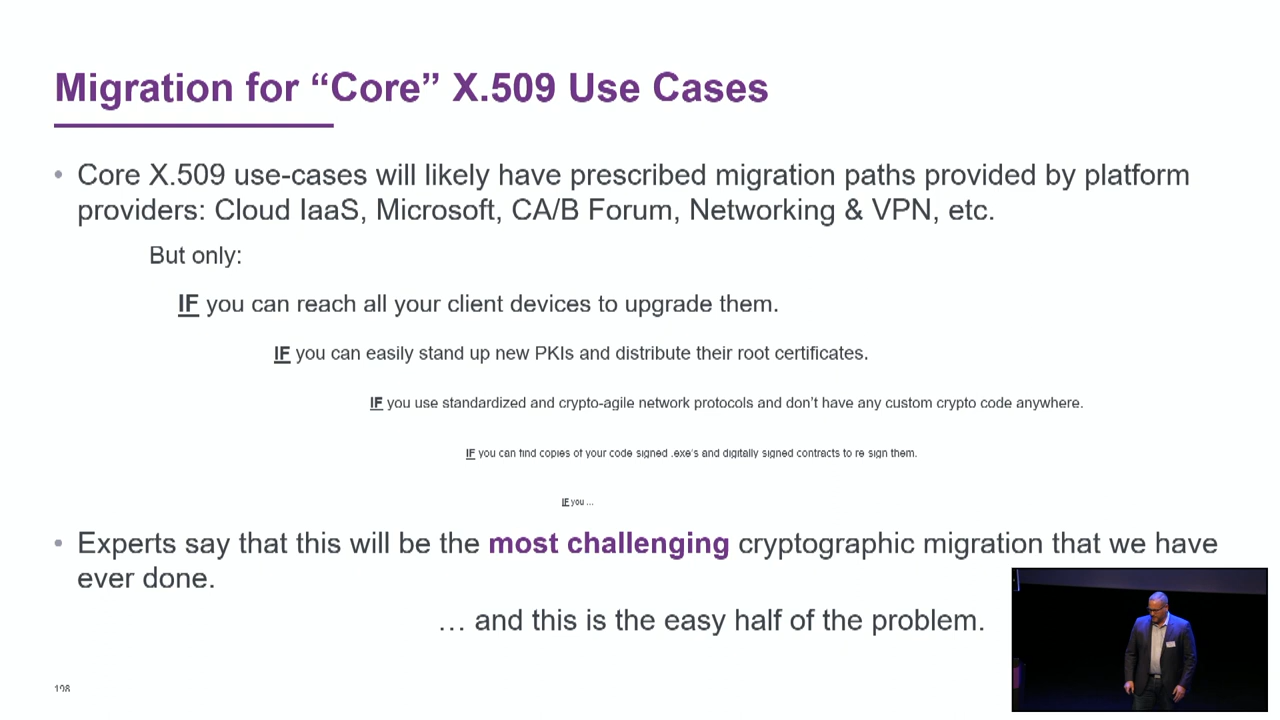 Migration for “Core” X.509 Use Cases
• Core X.509 use-cases will likely have prescribed migration paths provided by platform
providers: Cloud IaaS, Microsoft, CA/B Forum, Networking & VPN, etc.
But only:
IF you can reach all your client devices to upgrade them.
IF you can easily stand up new PKIs and distribute their root certificates.
IF you use standardized and crypto-agile network protocols and don’t have any custom crypto code anywhere.
IF you can find copies of your code signed .exe’s and digitally signed contracts to re sign them.
IF you ...
• Experts say that this will be the most challenging cryptographic migration that we have
ever done.
… and this is the easy half of the problem.